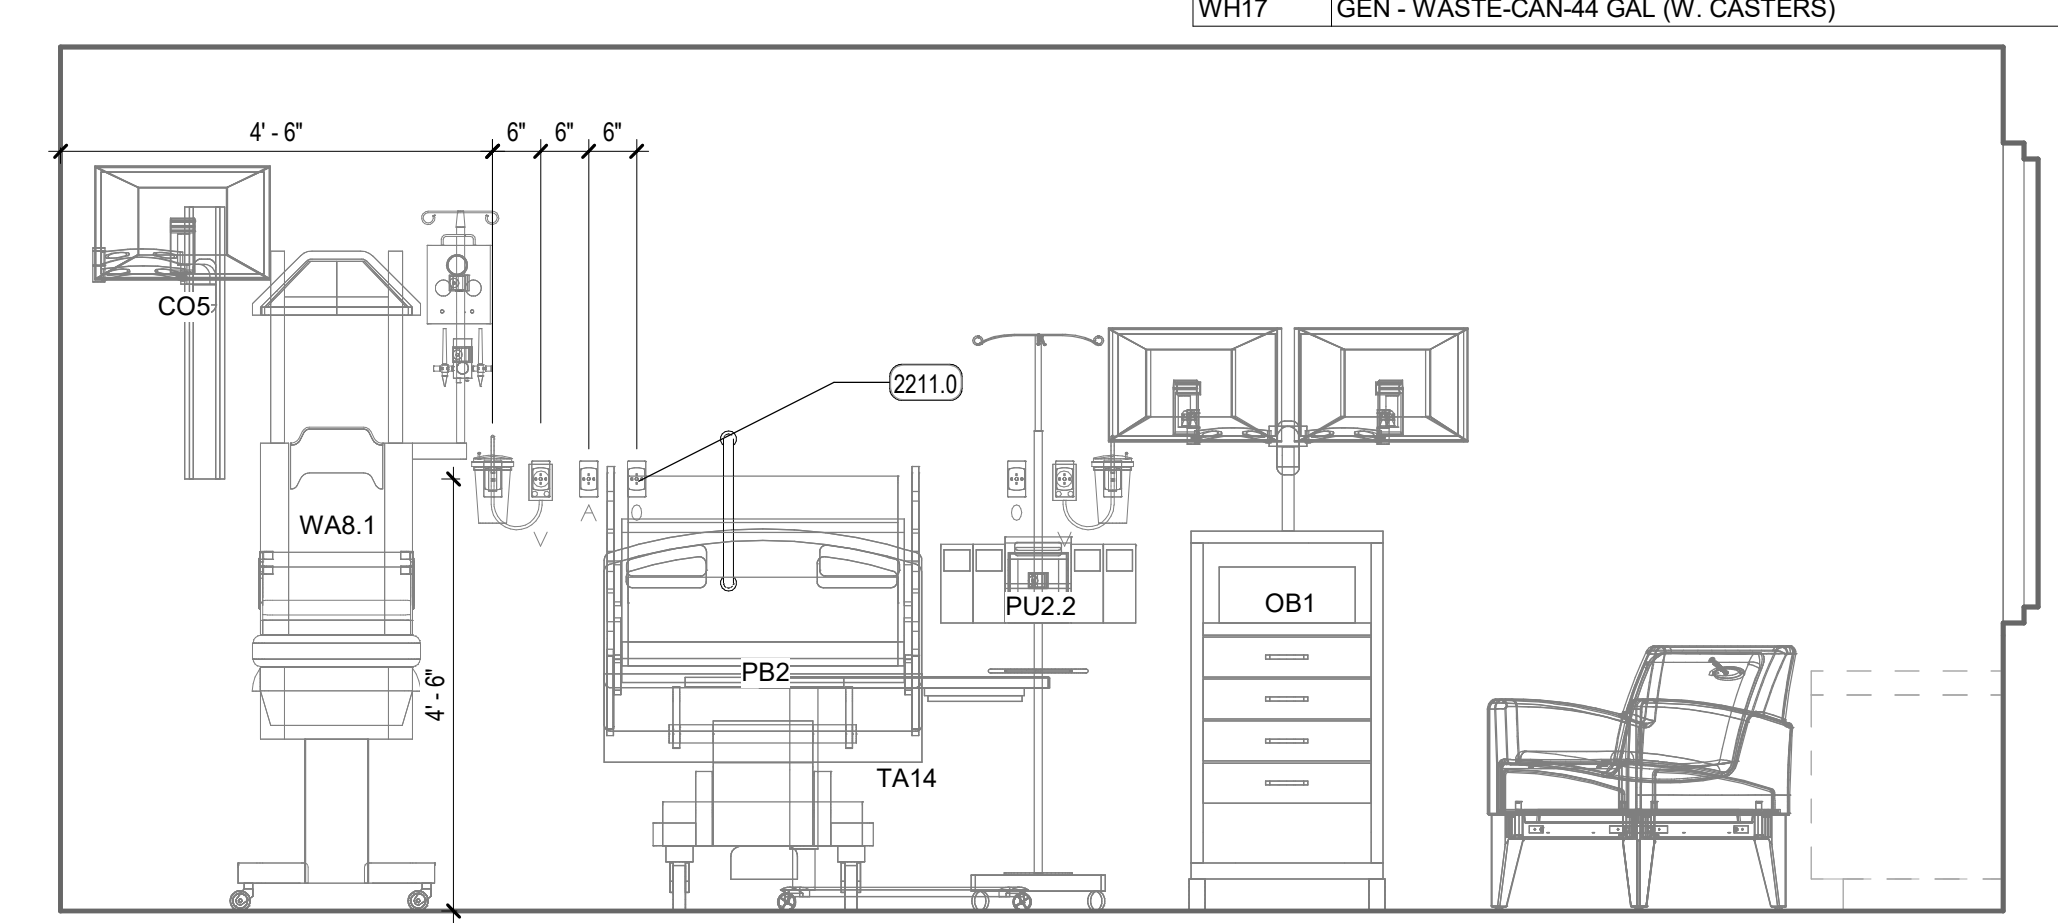 WH17 GEN - WASTE-CAN-44 GAL (W. CASTERS)
4' - 6" 6" 6" 6"
CO5
2211.0
WA8.1
V A O O V
PU2.2
OB1
PB2
4' - 6"
TA14